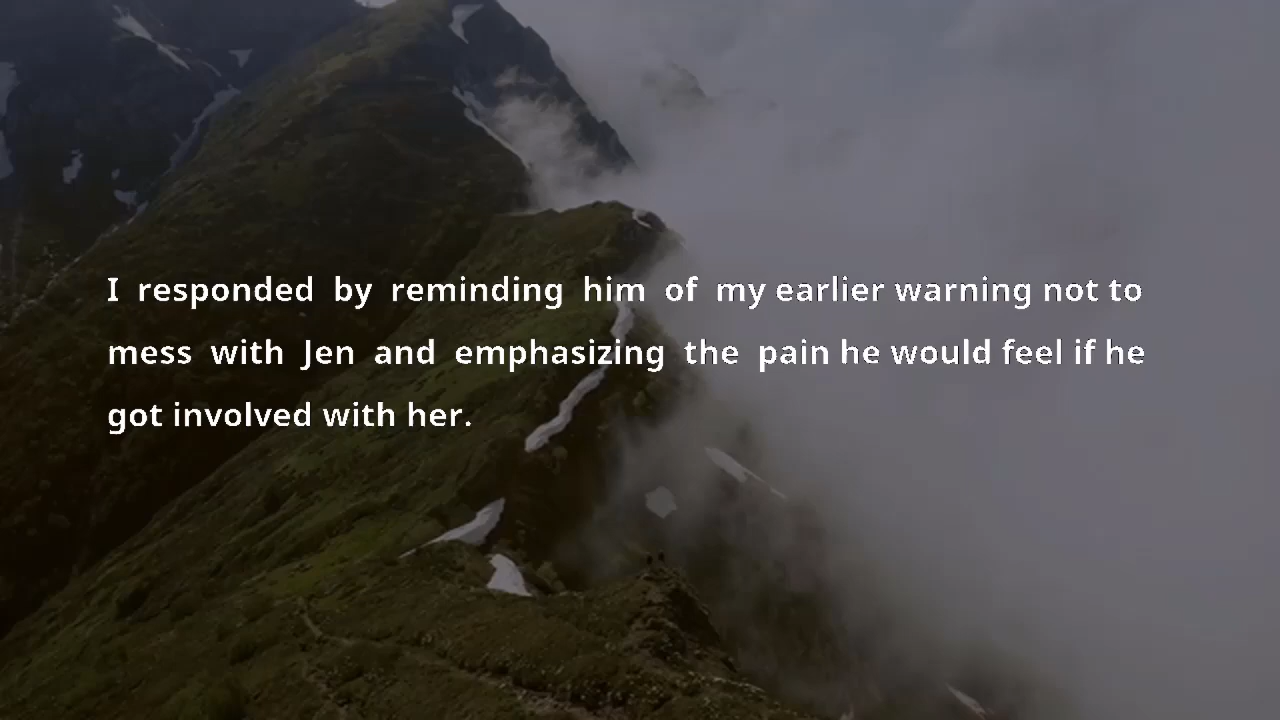 I responded by reminding him of my earlier warning not to
mess with Jen and emphasizing the pain he would feel if he
got involved with her.